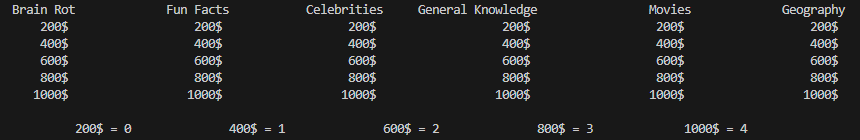 Brain Rot Fun Facts Celebrities General Knowledge Movies Geography
200$ 200$ 200$ 200$ 200$ 200$
400$ 400$ 400$ 400$ 400$ 400$
600$ 600$ 600$ 600$ 600$ 600$
800$ 800$ 800$ 800$ 800$ 800$
1000$ 1000$ 1000$ 1000$ 1000$ 1000$
200$ = 0 400$ = 1 600$ = 2 800$ = 3 1000$ = 4